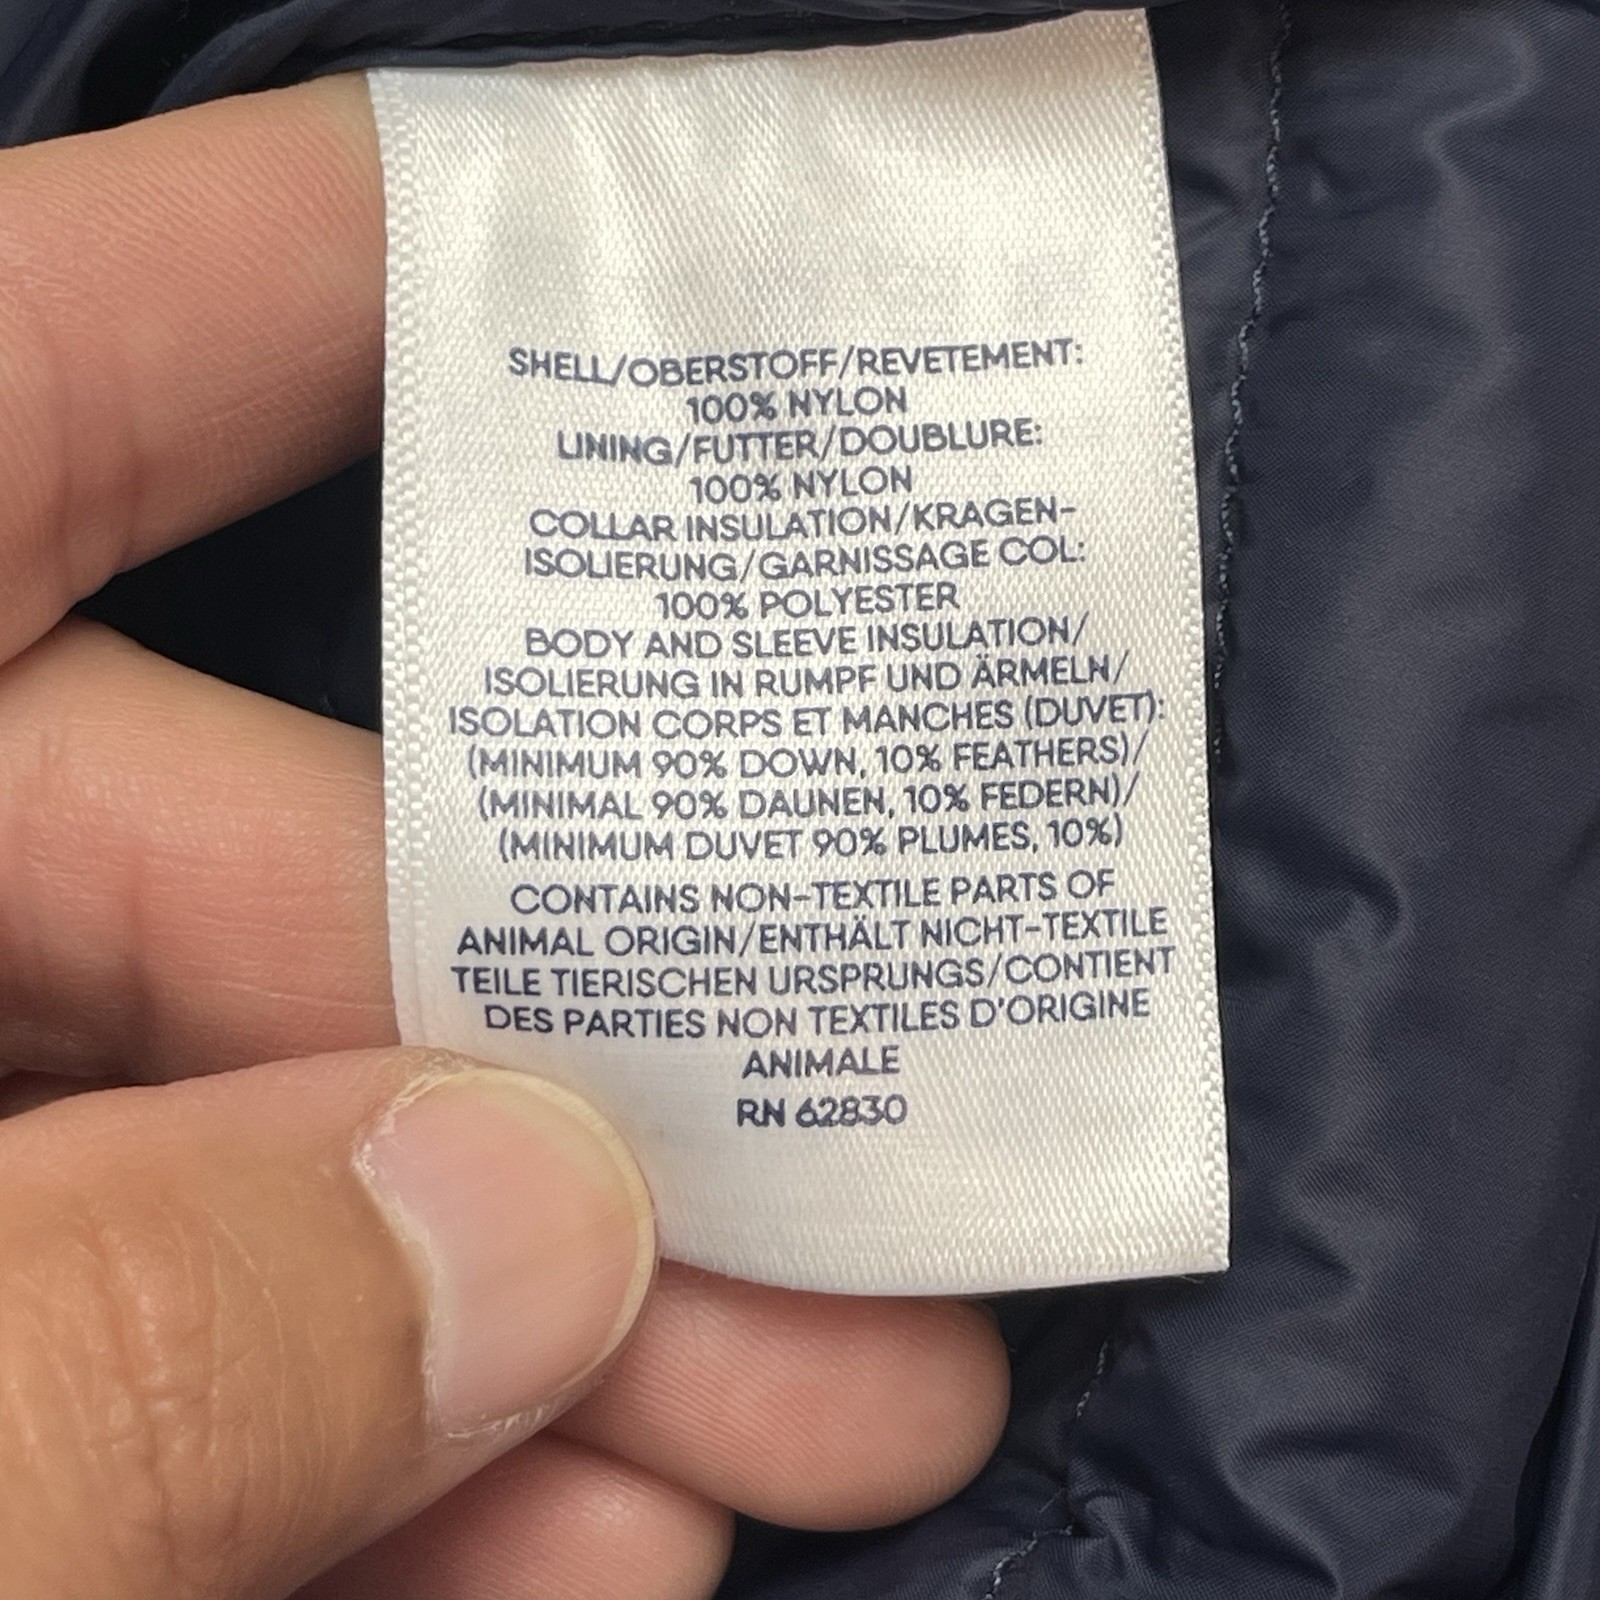 SHELL/OBERSTOFF/REVETEMENT:
100% NYLON
LINING/FUTTER/DOUBLURE:
100% NYLON
COLLAR INSULATION/KRAGEN-
ISOLIERUNG/GARNISSAGE COL:
100% POLYESTER
BODY AND SLEEVE INSULATION/
ISOLIERUNG IN RUMPF UND ÄRMELN/
ISOLATION CORPS ET MANCHES (DUVET):
(MINIMUM 90% DOWN, 10% FEATHERS)/
(MINIMAL 90% DAUNEN, 10% FEDERN)/
(MINIMUM DUVET 90% PLUMES, 10%)
CONTAINS NON-TEXTILE PARTS OF
ANIMAL ORIGIN/ENTHÄLT NICHT-TEXTILE
TEILE TIERISCHEN URSPRUNGS/CONTIENT
DES PARTIES NON TEXTILES D'ORIGINE
ANIMALE
RN 62830